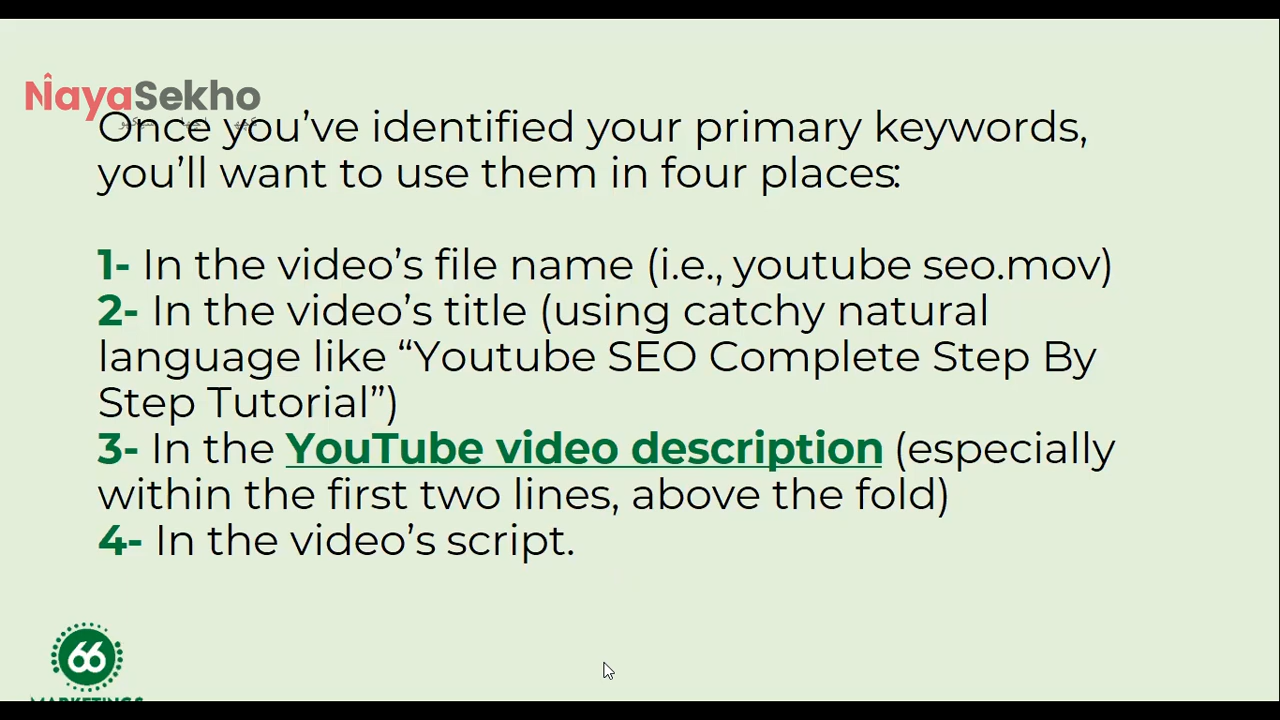 NayaSekho
Once you’ve identified your primary keywords,
you’ll want to use them in four places:
1- In the video’s file name (i.e., youtube seo.mov)
2- In the video’s title (using catchy natural
language like “Youtube SEO Complete Step By
Step Tutorial”)
3- In the YouTube video description (especially
within the first two lines, above the fold)
4- In the video’s script.
66
MARKETINGS